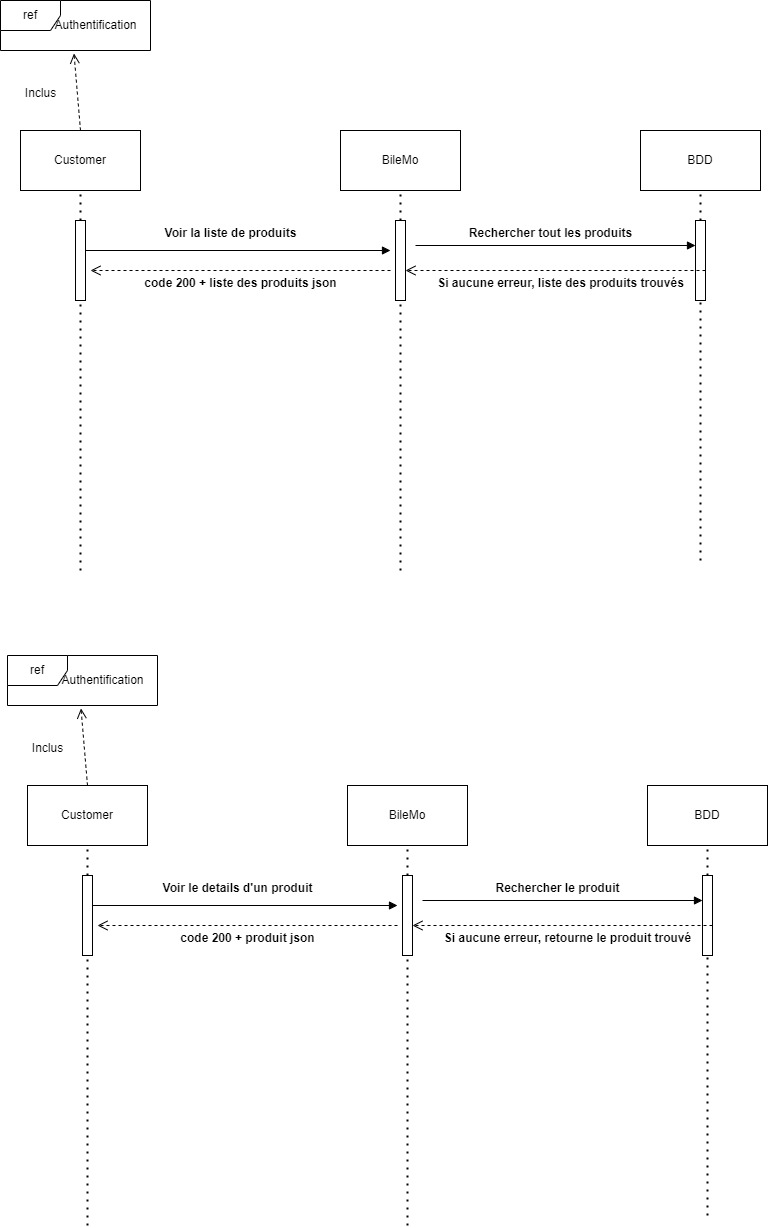 ref
Authentification
Inclus
Customer
BileMo
BDD
Voir la liste de produits
Rechercher tout les produits
code 200 + liste des produits json
Si aucune erreur, liste des produits trouvés
ref
Authentification
Inclus
Customer
BileMo
BDD
Voir le details d'un produit
Rechercher le produit
code 200 + produit json
Si aucune erreur, retourne le produit trouvé